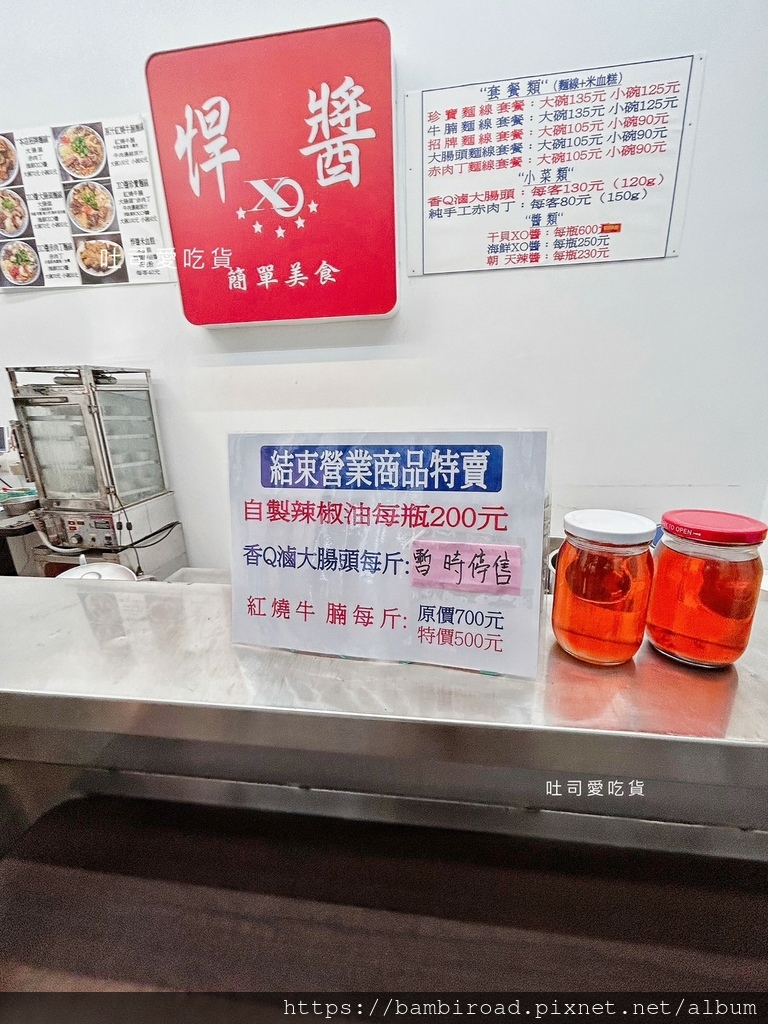 悍醬
XO
簡單美食
吐司愛吃貨
“套餐類“(麵線+米血糕)
珍寶麵線套餐：大碗135元 小碗125元
牛腩麵線套餐：大碗135元 小碗125元
招牌麵線套餐：大碗105元 小碗90元
大腸頭麵線套餐：大碗105元 小碗90元
赤肉丁麵線套餐：大碗105元 小碗90元
“小菜類“
香Q滷大腸頭：每客130元（120g）
純手工赤肉丁：每客80元（150g）
“醬類“
干貝XO醬：每瓶600元
海鮮XO醬：每瓶250元
朝天辣醬：每瓶230元
結束營業商品特賣
自製辣椒油每瓶200元
香Q滷大腸頭每斤:暫時停售
紅燒牛腩每斤:原價700元
特價500元
OPEN
吐司愛吃貨
https://bambiroad.pixnet.net/album